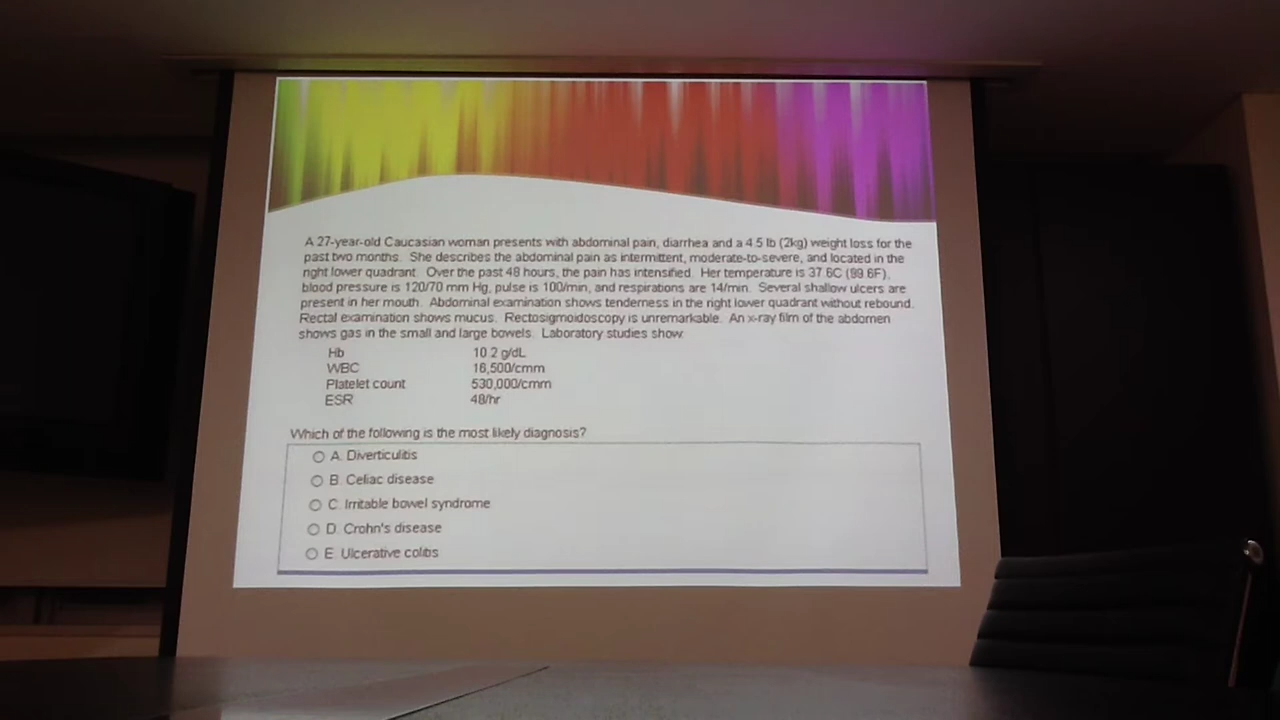 A 27-year-old Caucasian woman presents with abdominal pain, diarrhea and a 4.5 lb (2kg) weight loss for the
past two months. She describes the abdominal pain as intermittent, moderate-to-severe, and located in the
right lower quadrant. Over the past 48 hours, the pain has intensified. Her temperature is 37.6C (99.6F),
blood pressure is 120/70 mm Hg, pulse is 100/min, and respirations are 14/min. Several shallow ulcers are
present in her mouth. Abdominal examination shows tenderness in the right lower quadrant without rebound.
Rectal examination shows mucus. Rectosigmoidoscopy is unremarkable. An x-ray film of the abdomen
shows gas in the small and large bowels. Laboratory studies show:
Hb 10.2 g/dL
WBC 16,500/cmm
Platelet count 530,000/cmm
ESR 48/hr
Which of the following is the most likely diagnosis?
A. Diverticulitis
B. Celiac disease
C. Irritable bowel syndrome
D. Crohn's disease
E. Ulcerative colitis